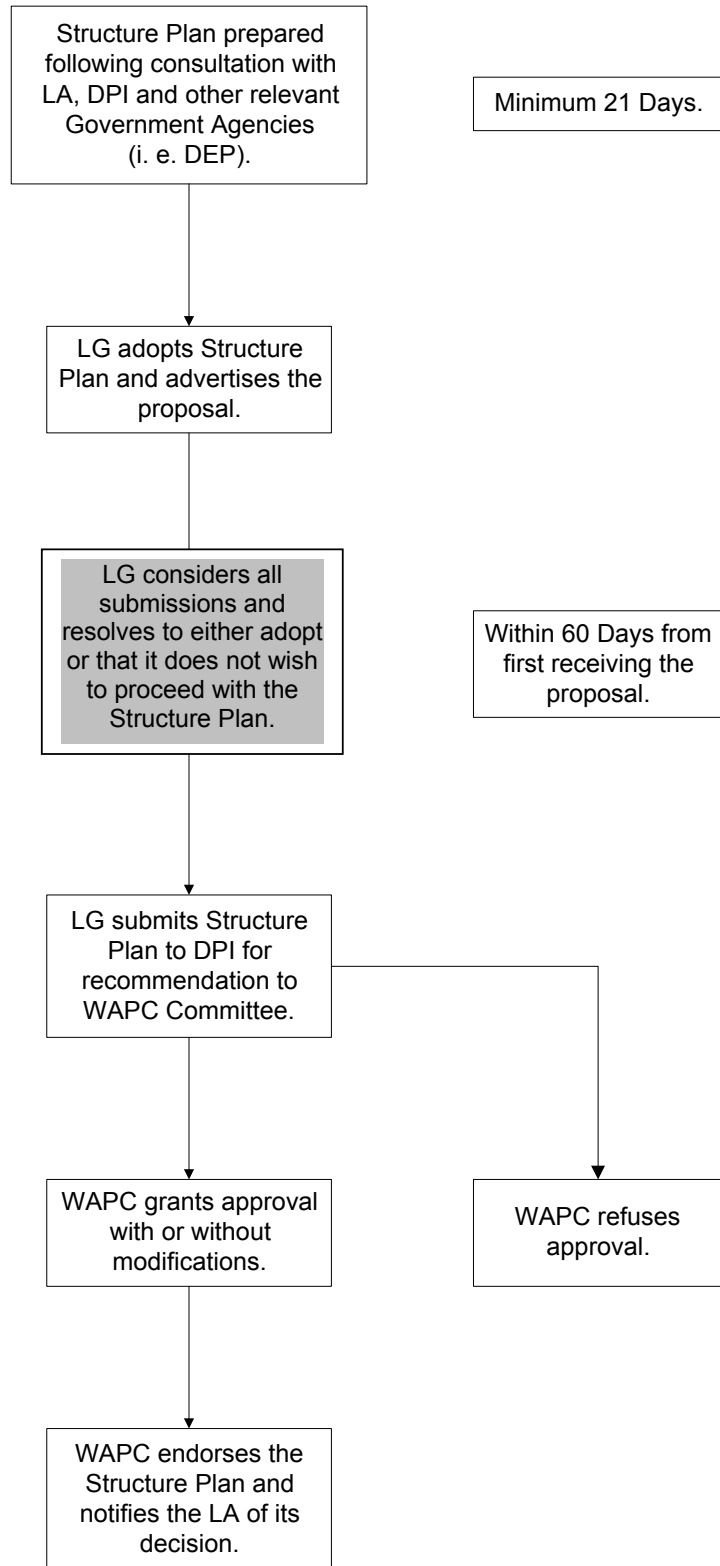 Structure Plan prepared
following consultation with
LA, DPI and other relevant
Government Agencies
(i. e. DEP).
Minimum 21 Days.
LG adopts Structure
Plan and advertises the
proposal.
LG considers all
submissions and
resolves to either adopt
or that it does not wish
to proceed with the
Structure Plan.
Within 60 Days from
first receiving the
proposal.
LG submits Structure
Plan to DPI for
recommendation to
WAPC Committee.
WAPC grants approval
with or without
modifications.
WAPC refuses
approval.
WAPC endorses the
Structure Plan and
notifies the LA of its
decision.